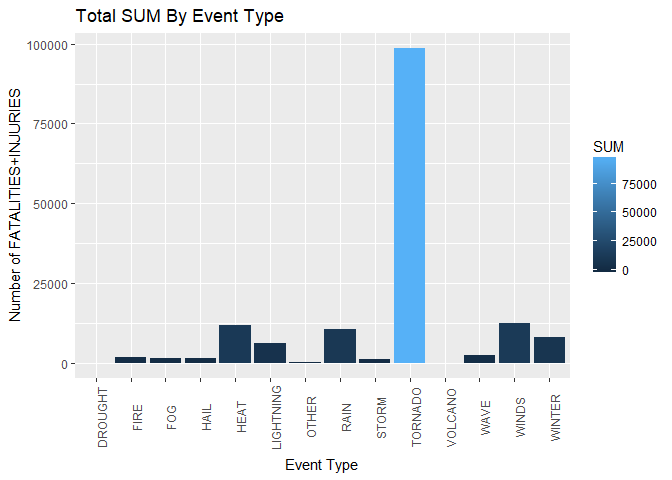 Total SUM By Event Type
Number of FATALITIES+INJURIES
100000
75000
50000
25000
0
DROUGHT
FIRE
FOG
HAIL
HEAT
LIGHTNING
OTHER
RAIN
STORM
TORNADO
VOLCANO
WAVE
WINDS
WINTER
Event Type
SUM
75000
50000
25000
0